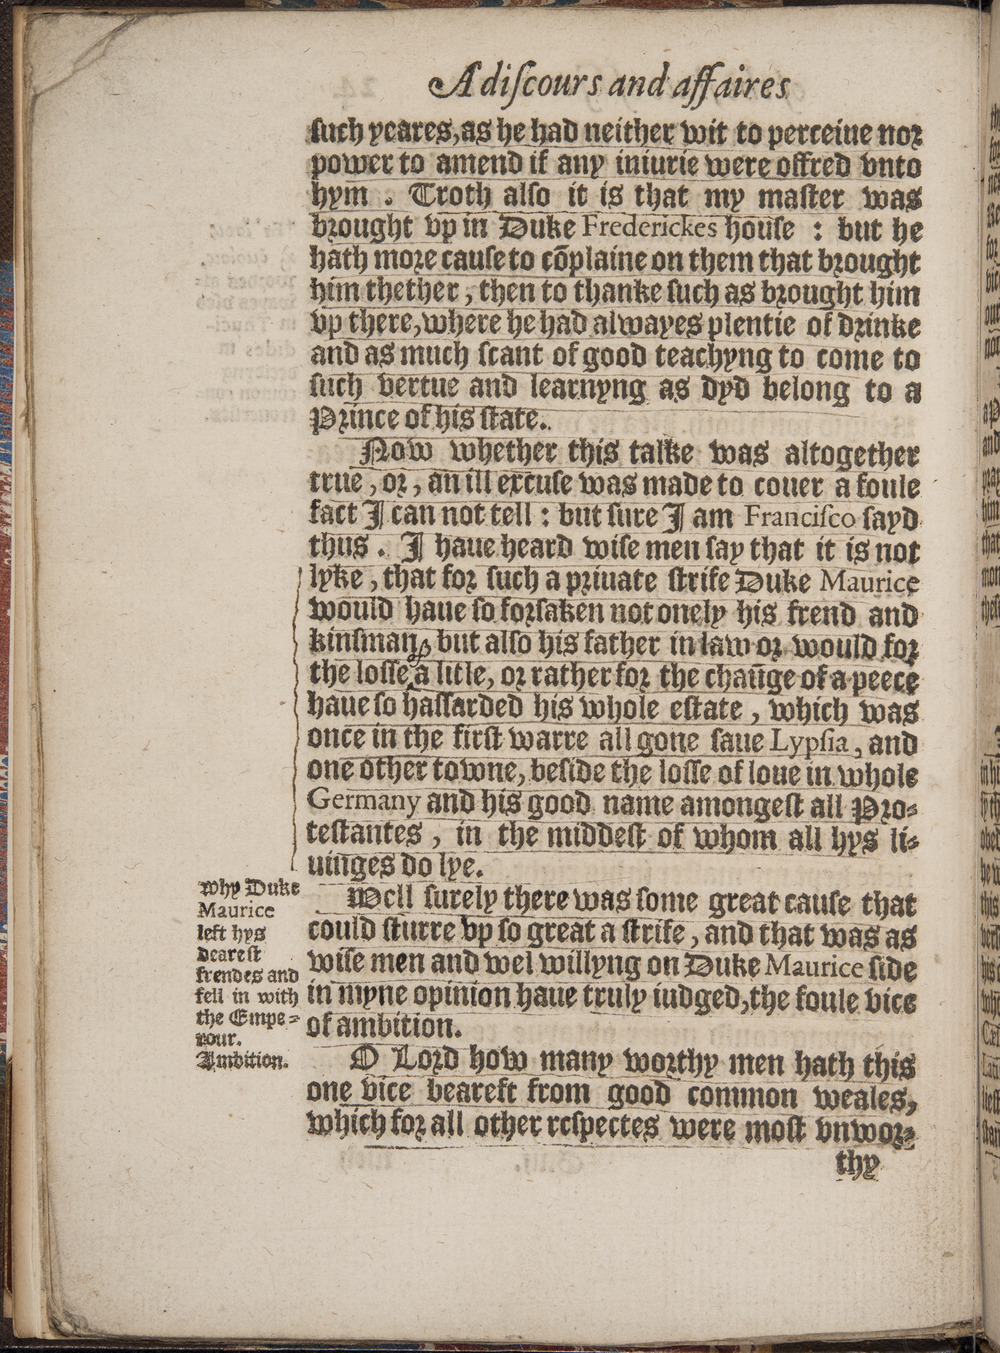 A discours and affaires
ſuch yeares, as he had neither wit to perceiue nor
power to amend if any iniurie were offred vnto
hym . Troth alſo it is that my maſter was
brought vp in Duke Frederickes houſe : but he
hath more cauſe to cõplaine on them that brought
him thether, then to thanke ſuch as brought him
vp there, where he had alwayes plentie of drinke
and as much ſcant of good teachyng to come to
ſuch vertue and learnyng as dyd belong to a
Prince of his ſtate.
Now whether this talke was altogether
true, or, an ill excuſe was made to couer a foule
fact I can not tell : but ſure I am Franciſco ſayd
thus . I haue heard wiſe men ſay that it is not
lyke, that for ſuch a priuate ſtrife Duke Maurice
would haue ſo forſaken not onely his frend and
kinſman, but alſo his father in law or would for
the loſſe a litle, or rather for the chaũge of a peece
haue ſo haſſarded his whole eſtate, which was
once in the firſt warre all gone ſaue Lypſia, and
one other towne, beſide the loſſe of loue in whole
Germany and his good name amongeſt all Pro-
teſtantes, in the middeſt of whom all hys li-
uinges do lye.
Why Duke
Maurice
left hys
deareſt
frendes and
fell in with
the Empe-
rour.
Ambition.
Well ſurely there was ſome great cauſe that
could ſturre vp ſo great a ſtrife, and that was as
wiſe men and wel willyng on Duke Maurice ſide
in myne opinion haue truly iudged, the foule vice
of ambition.
O Lord how many worthy men hath this
one vice bereft from good common weales,
which for all other reſpectes were moſt vnwor-
thy